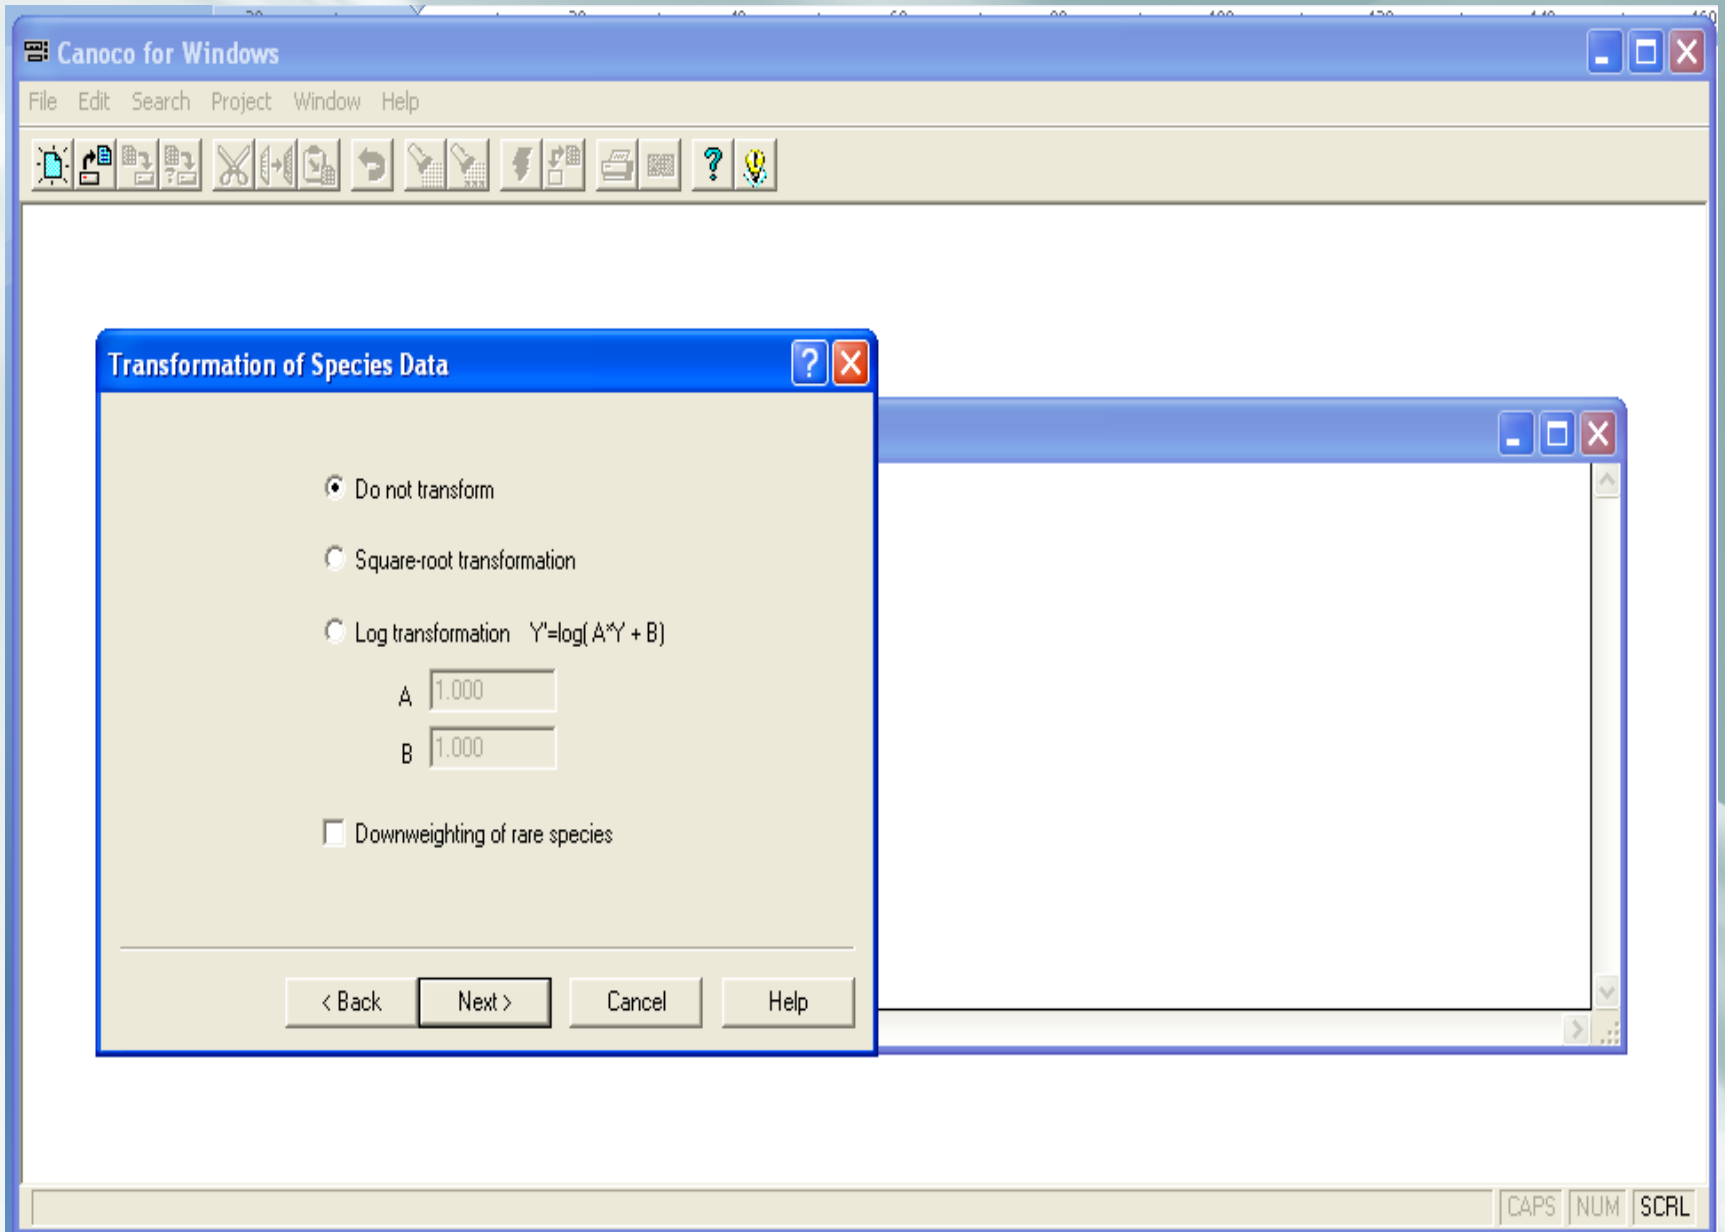 Canoco for Windows
File Edit Search Project Window Help
Transformation of Species Data
Do not transform
Square-root transformation
Log transformation Y'=log( A*Y + B)
A 1.000
B 1.000
Downweighting of rare species
< Back Next > Cancel Help
CAPS NUM SCRL